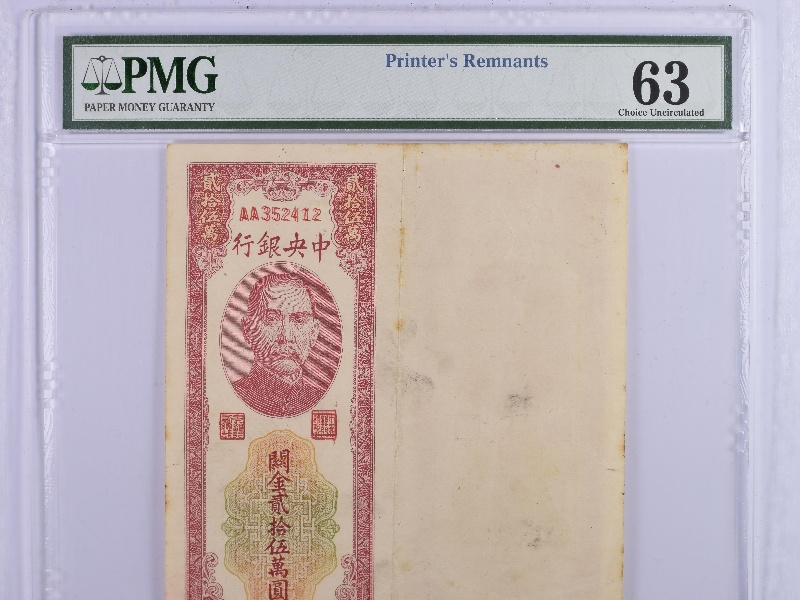 PMG
PAPER MONEY GUARANTY
Printer's Remnants
63
Choice Uncirculated
貳拾伍萬
貳拾伍萬
AA352412
行銀央中
關金貳拾伍萬圓